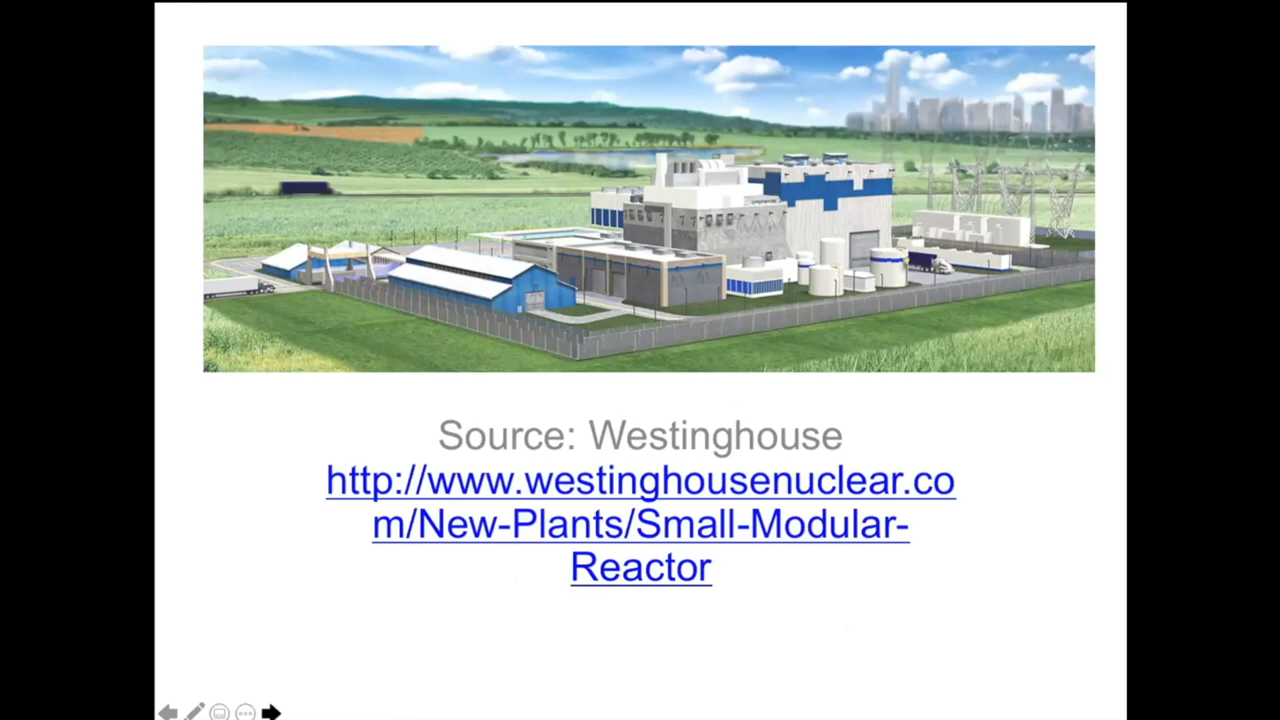 Source: Westinghouse
http://www.westinghousenuclear.co
m/New-Plants/Small-Modular-
Reactor